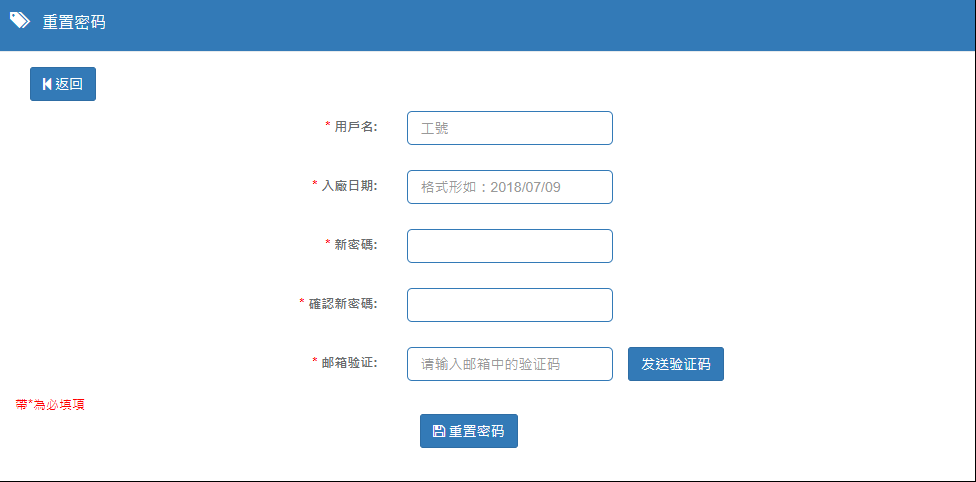 重置密码
返回
* 用戶名:
工號
* 入廠日期:
格式形如：2018/07/09
* 新密碼:
* 確認新密碼:
* 邮箱验证:
请输入邮箱中的验证码
发送验证码
帶*為必填項
重置密码